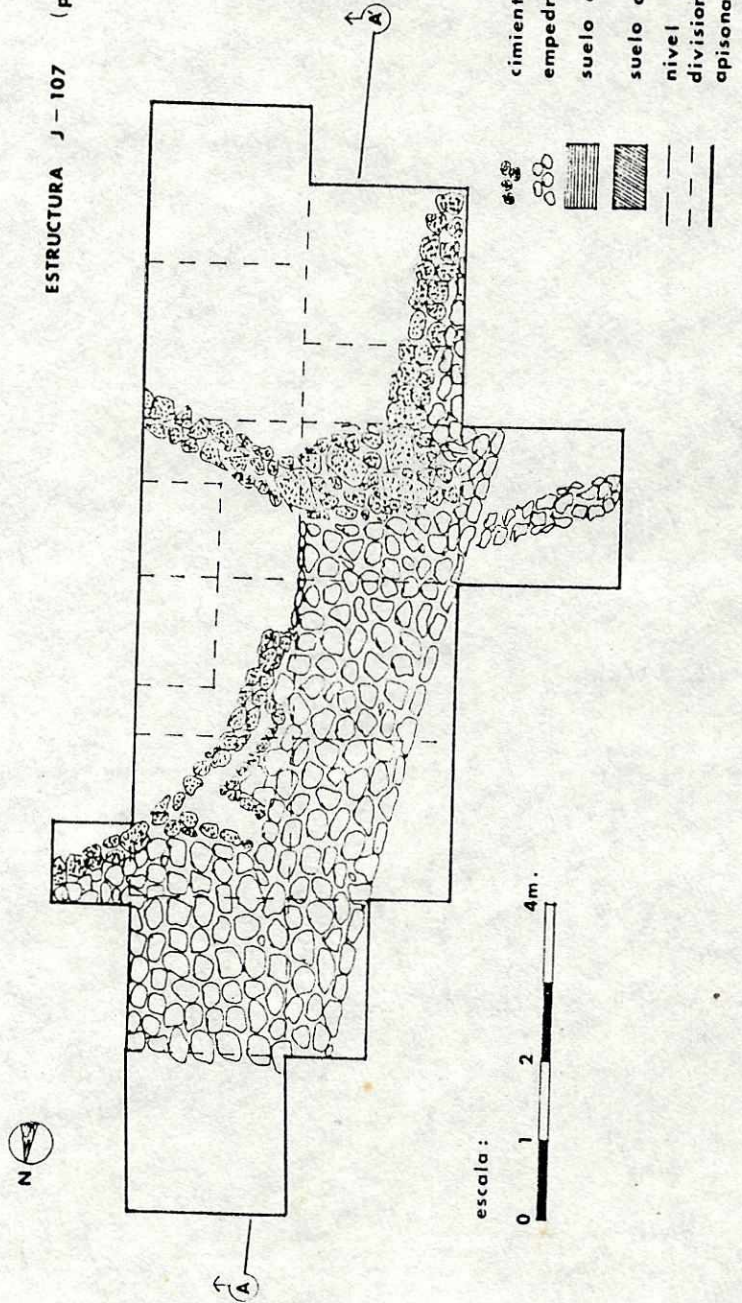 ESTRUCTURA J – 107 (p
N
A
A'
escala :
0 1 2 4m.
cimient
empedr
suelo
suelo
nivel
division
apisona